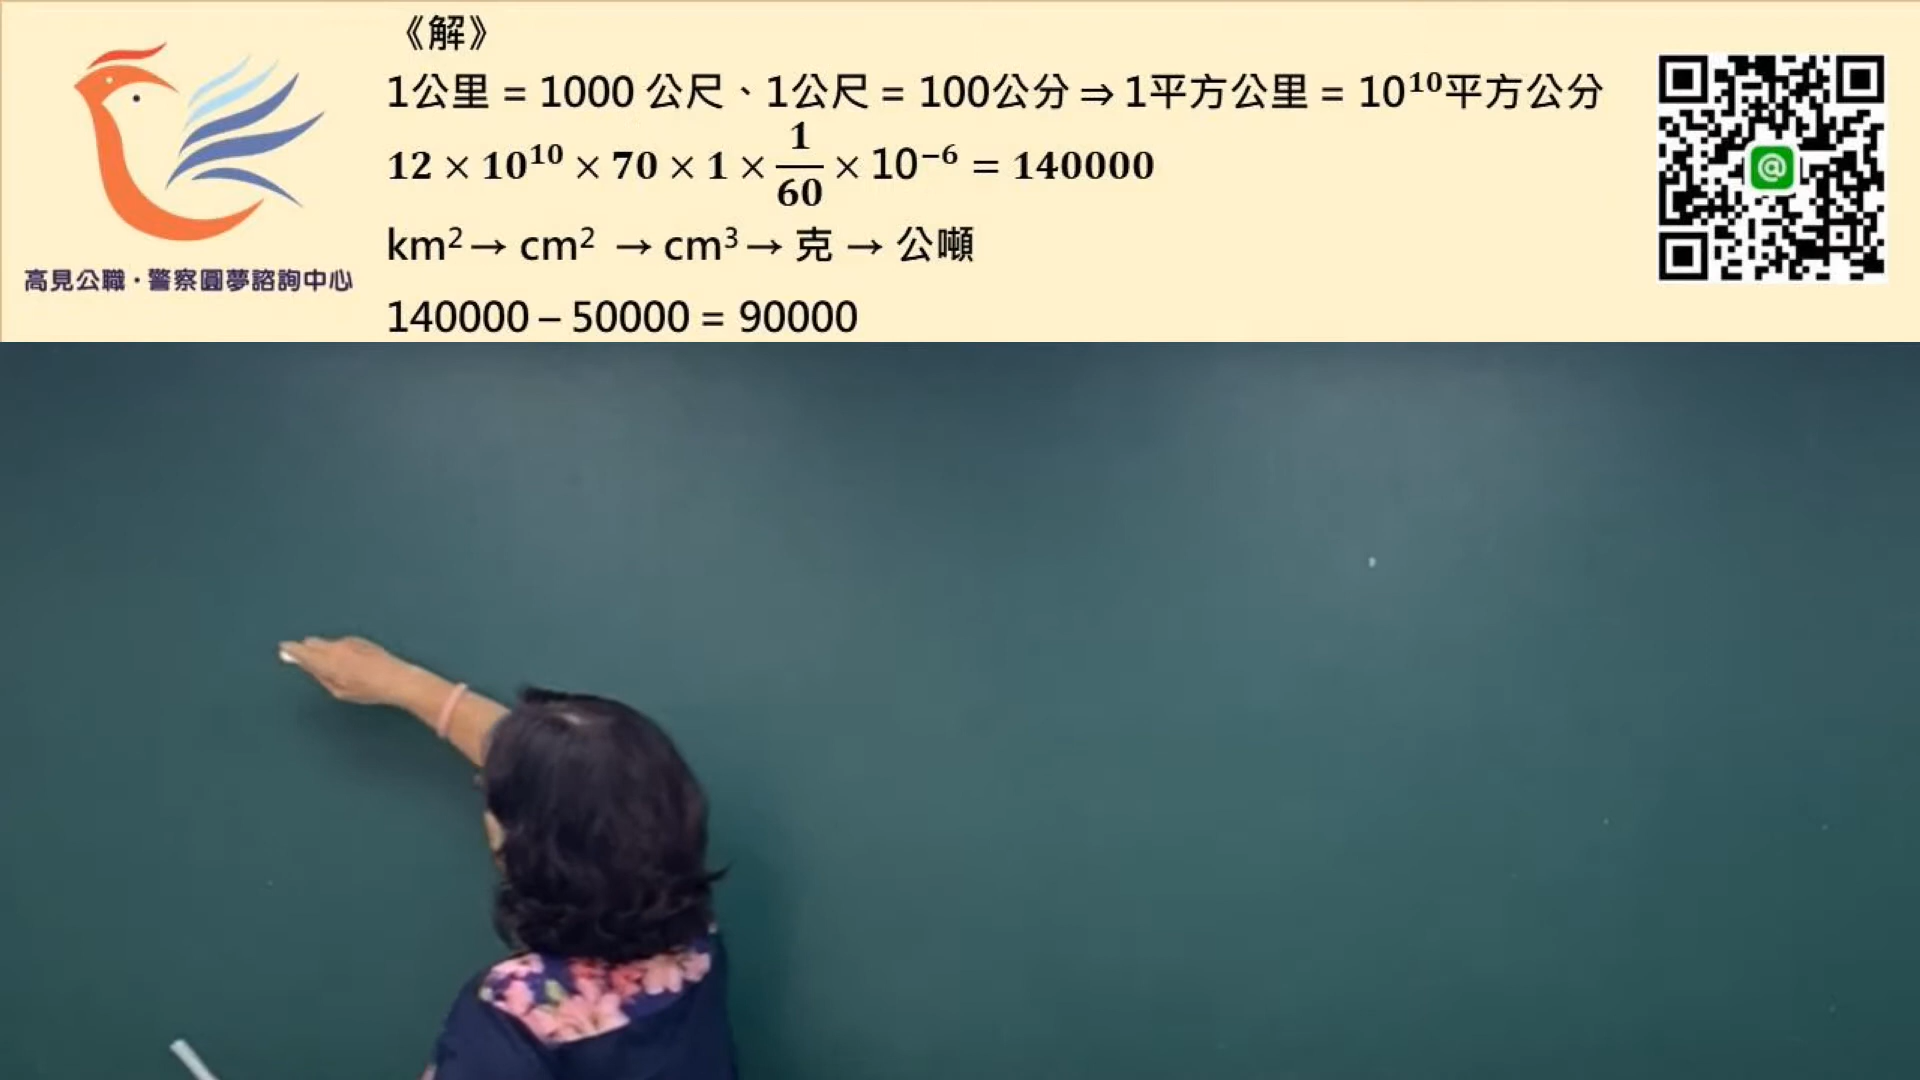 《解》
1公里 = 1000 公尺、1公尺 = 100公分 ⇒ 1平方公里 = 10¹⁰平方公分
12 × 10¹⁰ × 70 × 1 × 1/60 × 10⁻⁶ = 140000
km² → cm² → cm³ → 克 → 公噸
140000 – 50000 = 90000
高見公職・警察圓夢諮詢中心
@